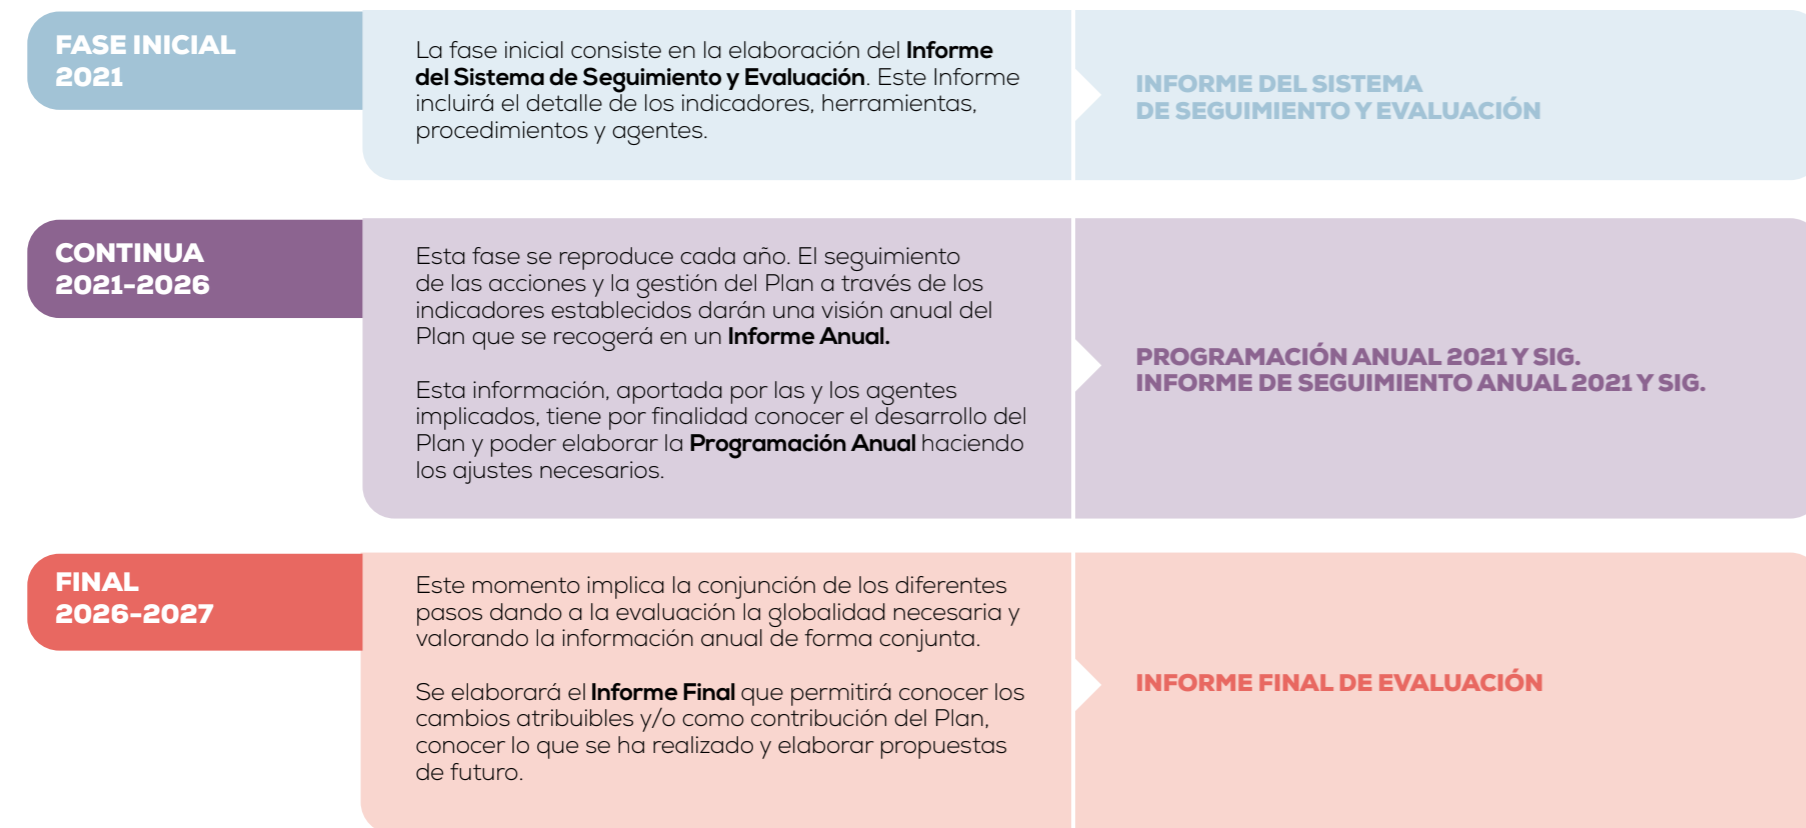 FASE INICIAL
2021
La fase inicial consiste en la elaboración del Informe
del Sistema de Seguimiento y Evaluación. Este Informe
incluirá el detalle de los indicadores, herramientas,
procedimientos y agentes.
INFORME DEL SISTEMA
DE SEGUIMIENTO Y EVALUACIÓN
CONTINUA
2021-2026
Esta fase se reproduce cada año. El seguimiento
de las acciones y la gestión del Plan a través de los
indicadores establecidos darán una visión anual del
Plan que se recogerá en un Informe Anual.
Esta información, aportada por las y los agentes
implicados, tiene por finalidad conocer el desarrollo del
Plan y poder elaborar la Programación Anual haciendo
los ajustes necesarios.
PROGRAMACIÓN ANUAL 2021 Y SIG.
INFORME DE SEGUIMIENTO ANUAL 2021 Y SIG.
FINAL
2026-2027
Este momento implica la conjunción de los diferentes
pasos dando a la evaluación la globalidad necesaria y
valorando la información anual de forma conjunta.
Se elaborará el Informe Final que permitirá conocer los
cambios atribuibles y/o como contribución del Plan,
conocer lo que se ha realizado y elaborar propuestas
de futuro.
INFORME FINAL DE EVALUACIÓN